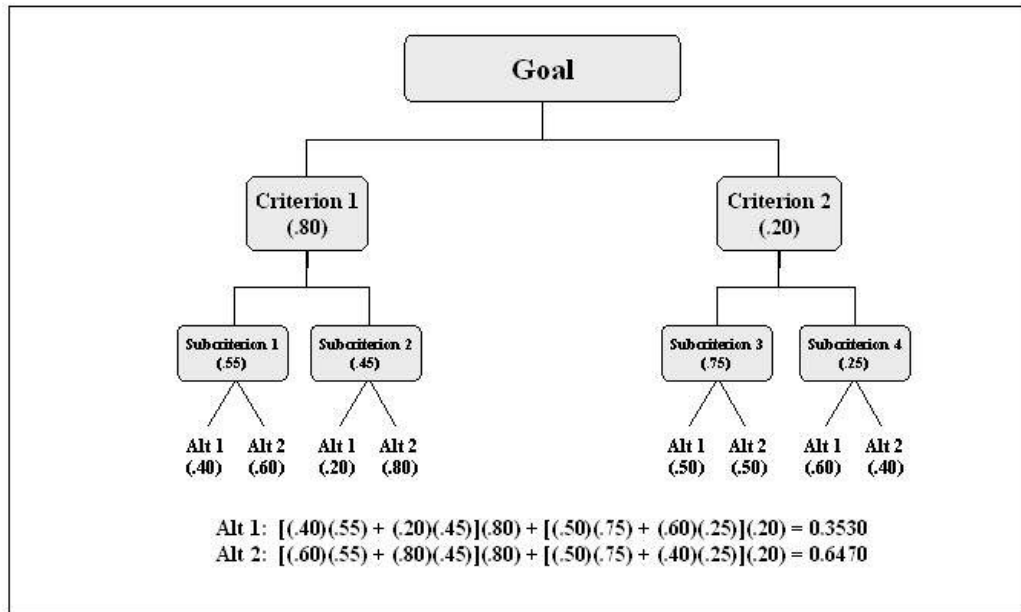 Goal
Criterion 1
(.80)
Criterion 2
(.20)
Subcriterion 1
(.55)
Subcriterion 2
(.45)
Subcriterion 3
(.75)
Subcriterion 4
(.25)
Alt 1
(.40)
Alt 2
(.60)
Alt 1
(.20)
Alt 2
(.80)
Alt 1
(.50)
Alt 2
(.50)
Alt 1
(.60)
Alt 2
(.40)
Alt 1: [(.40)(.55) + (.20)(.45)](.80) + [(.50)(.75) + (.60)(.25)](.20) = 0.3530
Alt 2: [(.60)(.55) + (.80)(.45)](.80) + [(.50)(.75) + (.40)(.25)](.20) = 0.6470